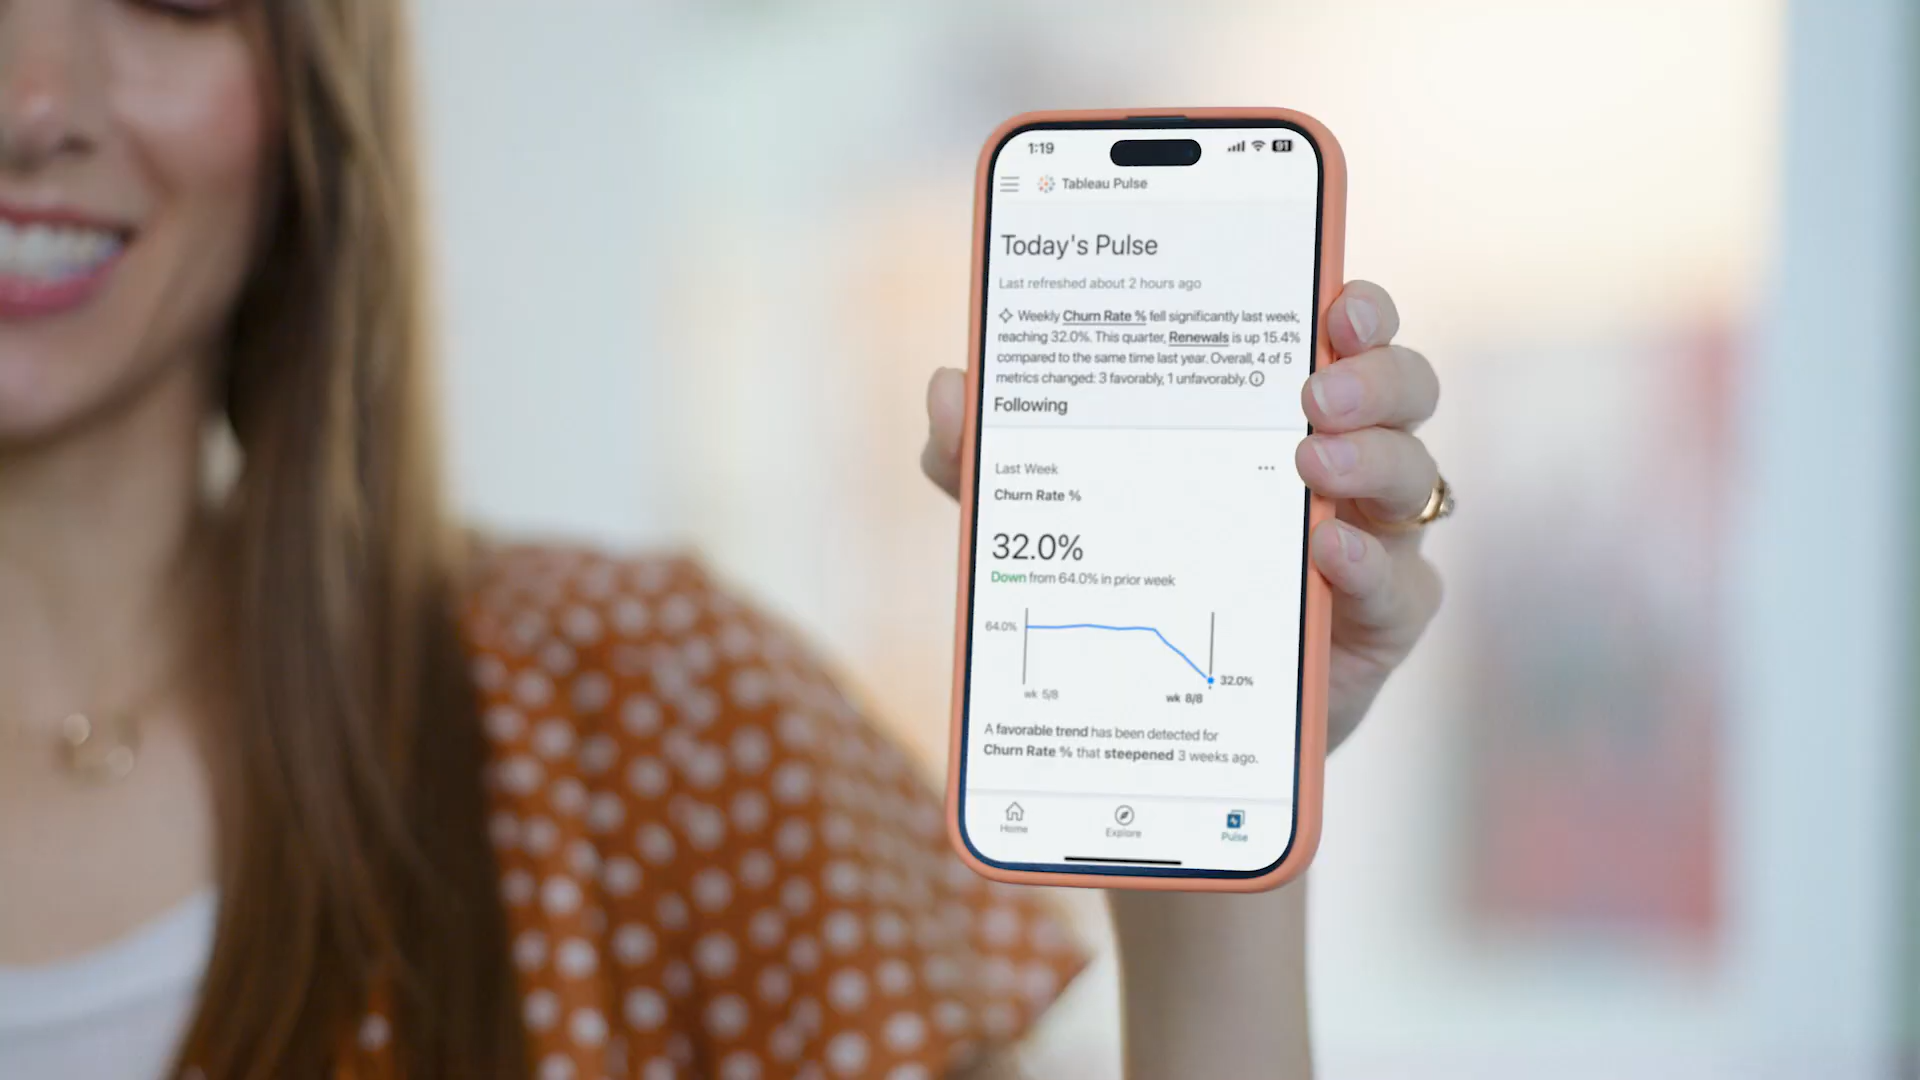 1:19
91
Tableau Pulse
Today's Pulse
Last refreshed about 2 hours ago
Weekly Churn Rate % fell significantly last week,
reaching 32.0%. This quarter, Renewals is up 15.4%
compared to the same time last year. Overall, 4 of 5
metrics changed: 3 favorably, 1 unfavorably.
Following
Last Week
Churn Rate %
32.0%
Down from 64.0% in prior week
64.0%
32.0%
wk 5/8
wk 8/8
A favorable trend has been detected for
Churn Rate % that steepened 3 weeks ago.
Home
Explore
Pulse